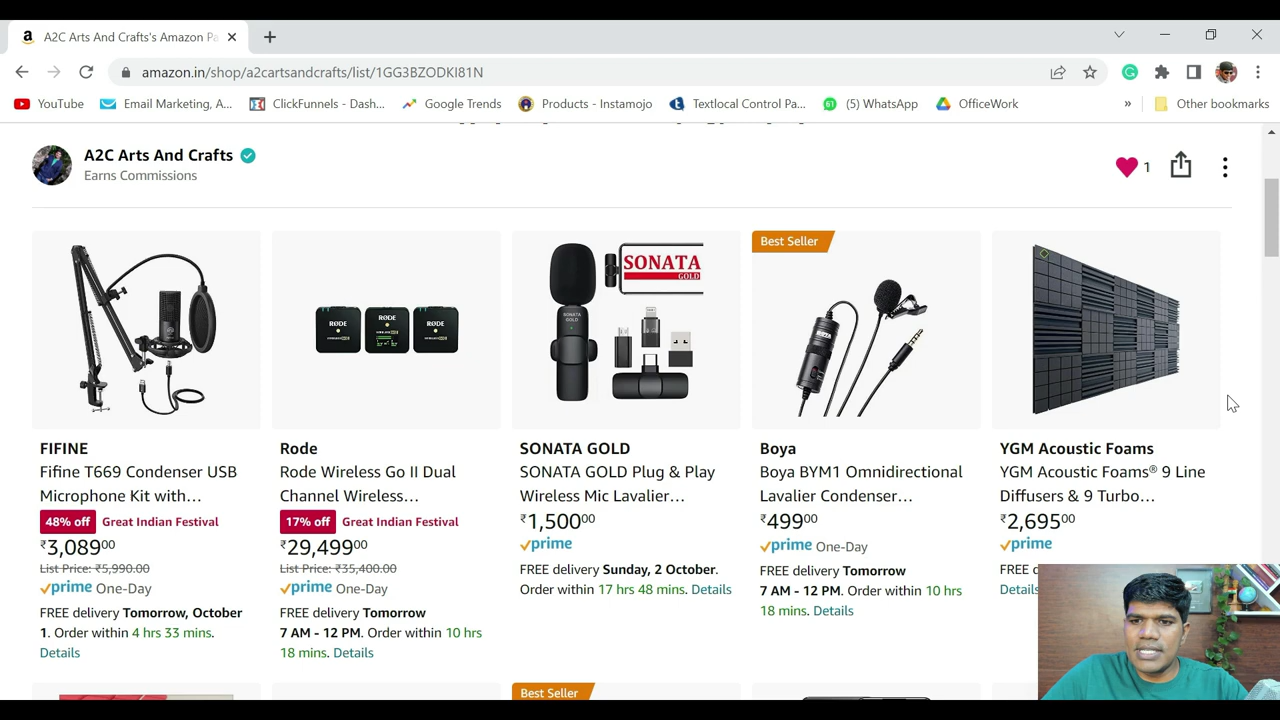 A2C Arts And Crafts's Amazon Pa
amazon.in/shop/a2cartsandcrafts/list/1GG3BZODKI81N
YouTube
Email Marketing, A...
ClickFunnels - Dash...
Google Trends
Products - Instamojo
Textlocal Control Pa...
(5) WhatsApp
OfficeWork
»
Other bookmarks
A2C Arts And Crafts
Earns Commissions
1
SONATA
GOLD
RØDE RØDE RØDE
SONATA
GOLD
Best Seller
FIFINE
Fifine T669 Condenser USB
Microphone Kit with...
48% off Great Indian Festival
₹3,08900
List Price: ₹5,990.00
prime One-Day
FREE delivery Tomorrow, October
1. Order within 4 hrs 33 mins.
Details
Rode
Rode Wireless Go II Dual
Channel Wireless...
17% off Great Indian Festival
₹29,49900
List Price: ₹35,400.00
prime One-Day
FREE delivery Tomorrow
7 AM - 12 PM. Order within 10 hrs
18 mins. Details
SONATA GOLD
SONATA GOLD Plug & Play
Wireless Mic Lavalier...
₹1,50000
prime
FREE delivery Sunday, 2 October.
Order within 17 hrs 48 mins. Details
Boya
Boya BYM1 Omnidirectional
Lavalier Condenser...
₹49900
prime One-Day
FREE delivery Tomorrow
7 AM - 12 PM. Order within 10 hrs
18 mins. Details
YGM Acoustic Foams
YGM Acoustic Foams® 9 Line
Diffusers & 9 Turbo...
₹2,69500
prime
FREE
Details
Best Seller